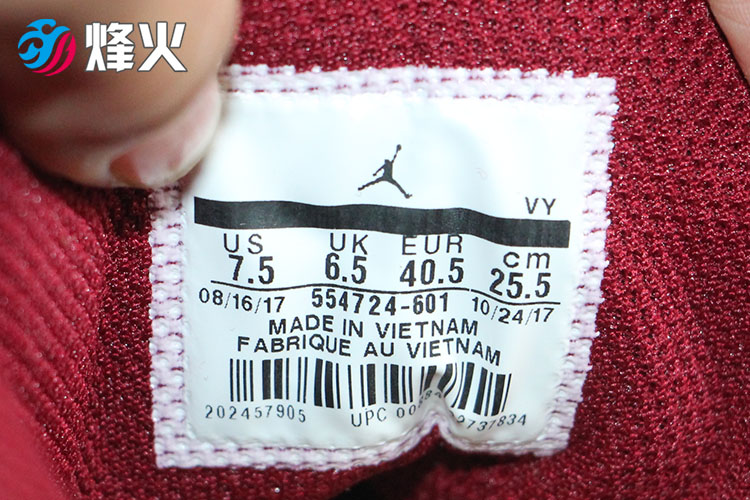 烽火
VY
US UK EUR cm
7.5 6.5 40.5 25.5
08/16/17 554724-601 10/24/17
MADE IN VIETNAM
FABRIQUE AU VIETNAM
202457905 UPC